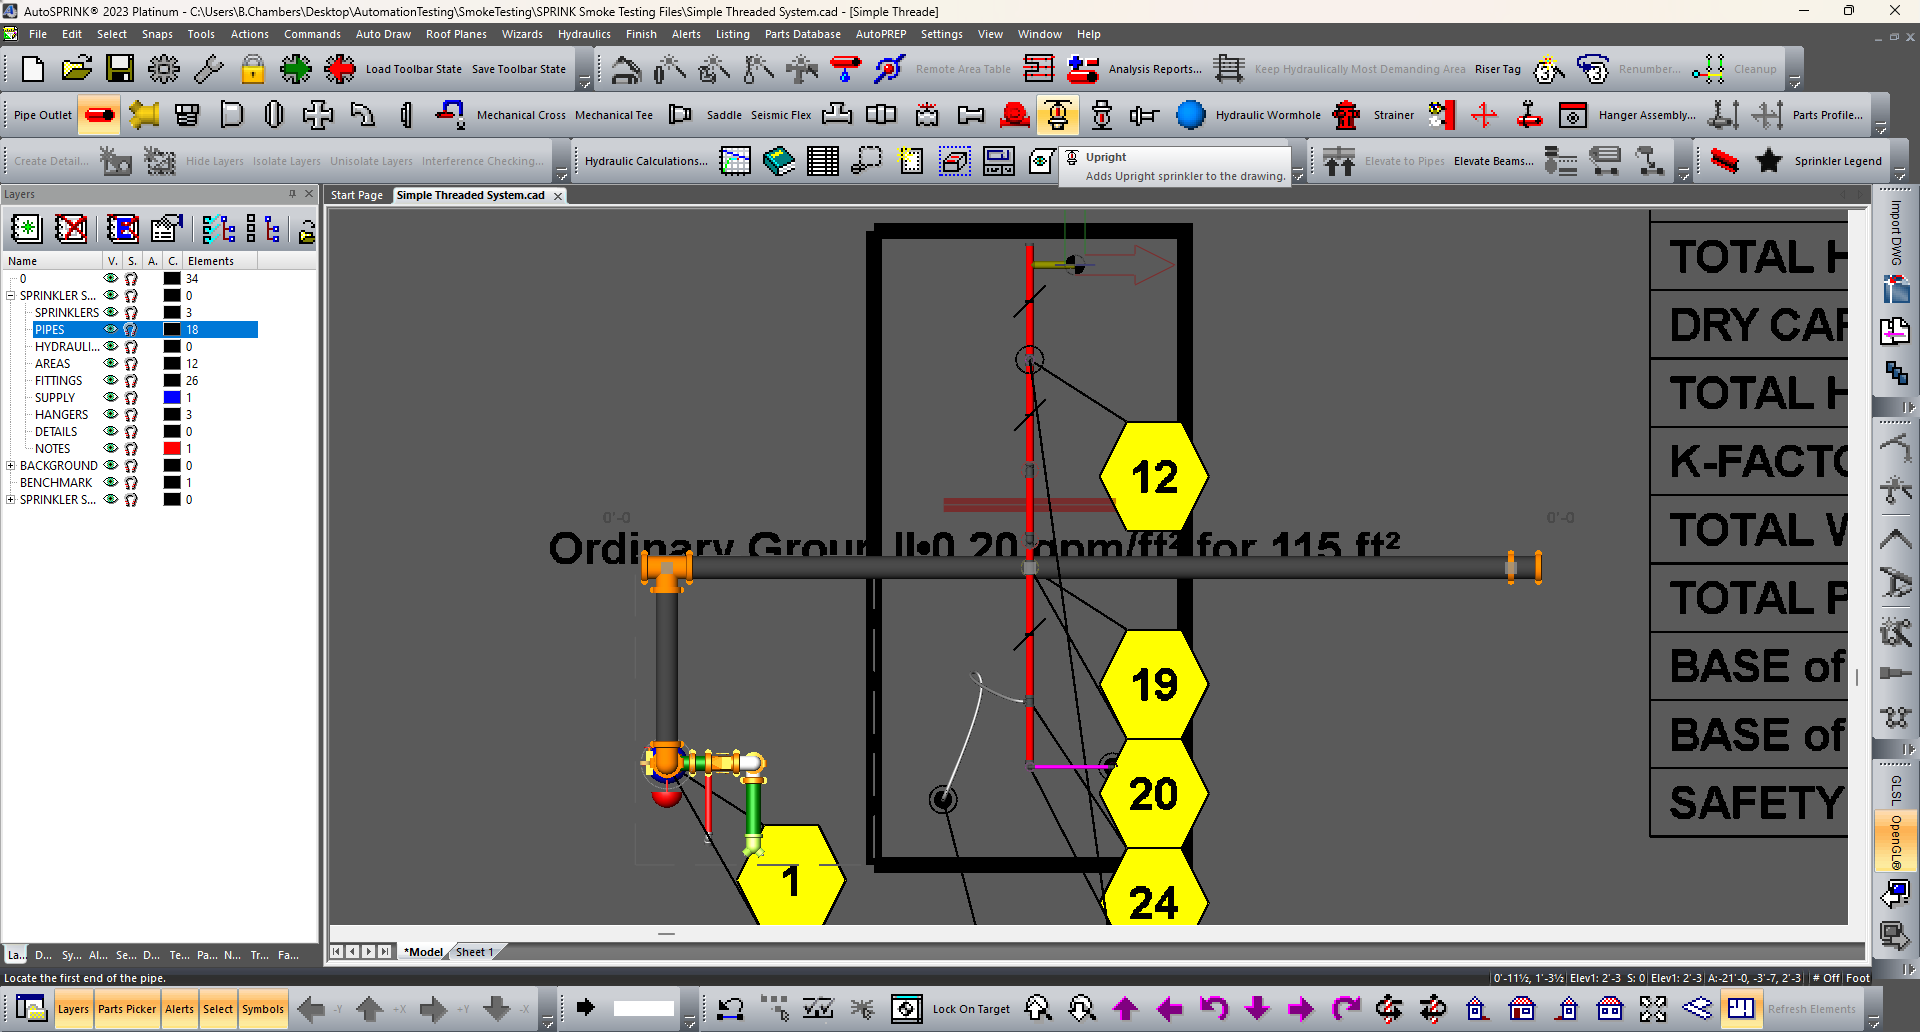 AutoSPRINK® 2023 Platinum - C:\Users\B.Chambers\Desktop\AutomationTesting\SmokeTesting\SPRINK Smoke Testing Files\Simple Threaded System.cad - [Simple Threade]
File Edit Select Snaps Tools Actions Commands Auto Draw Roof Planes Wizards Hydraulics Finish Alerts Listing Parts Database AutoPREP Settings View Window Help
Load Toolbar State Save Toolbar State Remote Area Table Analysis Reports... Keep Hydraulically Most Demanding Area Riser Tag Renumber... Cleanup
Pipe Outlet Mechanical Cross Mechanical Tee Saddle Seismic Flex Hydraulic Wormhole Strainer Hanger Assembly... Parts Profile...
Create Detail... Hide Layers Isolate Layers Unisolate Layers Interference Checking... Hydraulic Calculations... Elevate to Pipes Elevate Beams... Sprinkler Legend
Upright
Adds Upright sprinkler to the drawing.
Layers
Start Page Simple Threaded System.cad
Name V. S. A. C. Elements
0 34
SPRINKLER S... 0
SPRINKLERS 3
PIPES 18
HYDRAULI... 0
AREAS 12
FITTINGS 26
SUPPLY 1
HANGERS 3
DETAILS 0
NOTES 1
BACKGROUND 0
BENCHMARK 1
SPRINKLER S... 0
La... D... Sy... Al... Se... D... Te... Pa... N... Tr... Fa...
12
0'-0 0'-0
Ordinary Group II•0.20 gpm/ft² for 115 ft²
19
20
1
24
TOTAL H
DRY CAP
TOTAL H
K-FACTO
TOTAL W
TOTAL P
BASE of
BASE of
SAFETY
Import DWG
GLSL
OpenGL®
*Model Sheet 1
Locate the first end of the pipe.
0'-11½, 1'-3½ Elev1: 2'-3 S: 0 Elev1: 2'-3 A:-21'-0, -3'-7, 2'-3 # Off Foot
Layers Parts Picker Alerts Select Symbols -Y +X +Y -X Lock On Target Refresh Elements